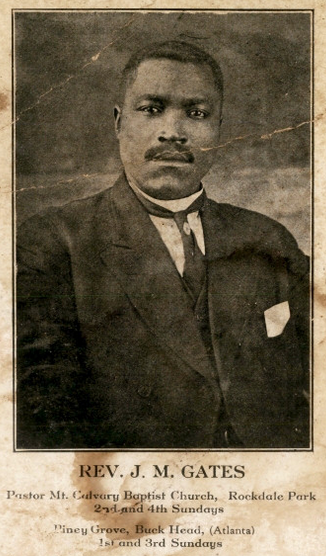 REV. J. M. GATES
Pastor Mt. Calvary Baptist Church, Rockdale Park
2nd and 4th Sundays
Piney Grove, Buck Head, (Atlanta)
1st and 3rd Sundays